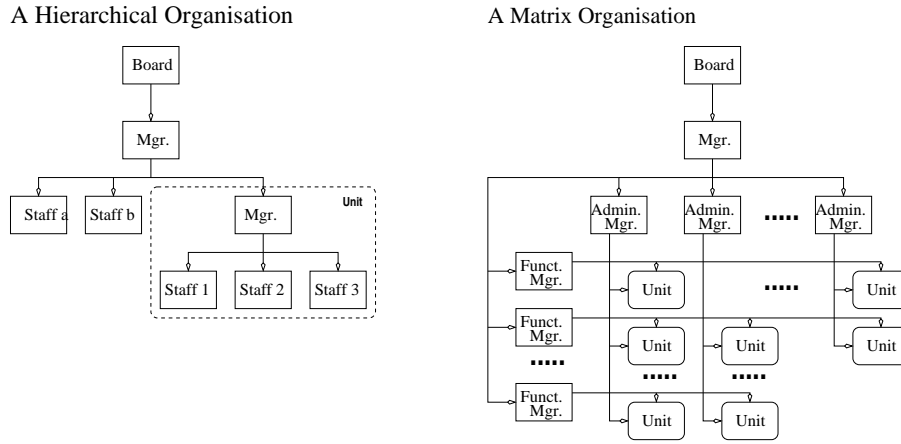 A Hierarchical Organisation
Board
Mgr.
Staff a
Staff b
Mgr.
Unit
Staff 1
Staff 2
Staff 3
A Matrix Organisation
Board
Mgr.
Admin.
Mgr.
Admin.
Mgr.
.....
Admin.
Mgr.
Funct.
Mgr.
Unit
.....
Unit
Funct.
Mgr.
Unit
Unit
Unit
.....
.....
.....
Funct.
Mgr.
Unit
Unit